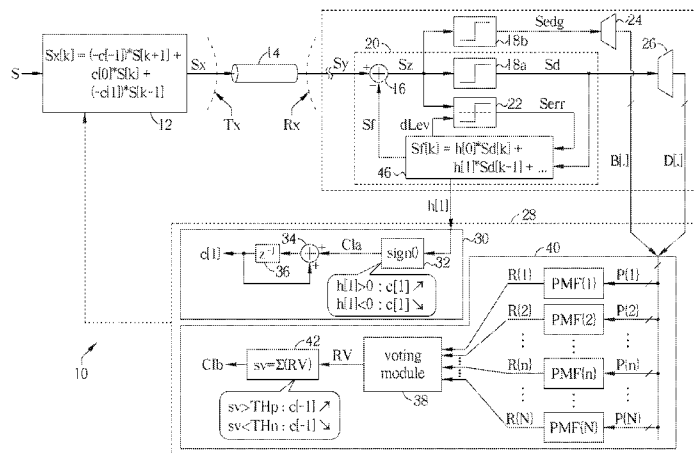 S
Sx[k] = (-c[-1])*S[k+1] +
c[0]*S[k] +
(-c[1])*S[k-1]
12
Sx
14
Tx
Rx
Sy
20
Sz
16
Sf
dLev
Sedg
18b
24
Sd
18a
26
22
Serr
Sf[k] = h[0]*Sd[k] +
h[1]*Sd[k-1] + ...
46
B[.]
D[.]
h[1]
28
30
c[1]
z⁻¹
36
34
CIa
sign()
32
h[1]>0 : c[1] ↗
h[1]<0 : c[1] ↘
40
10
42
CIb
sv=Σ(RV)
RV
sv>THp : c[-1] ↗
sv<THn : c[-1] ↘
voting
module
38
R(1)
PMF(1)
P(1)
R(2)
PMF(2)
P(2)
R(n)
PMF(n)
P(n)
R(N)
PMF(N)
P(N)